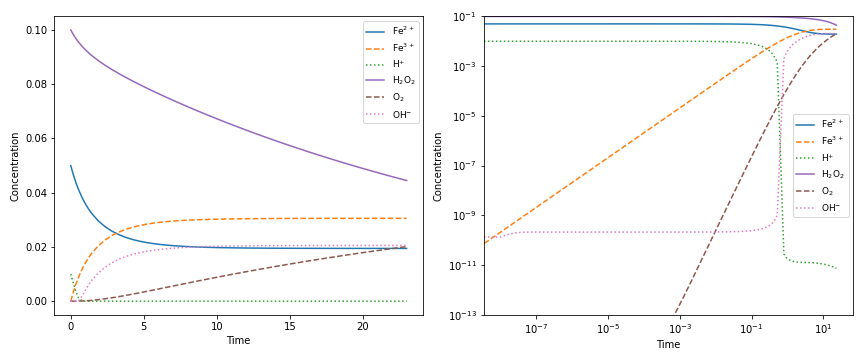 0.10
0.08
0.06
0.04
0.02
0.00
Concentration
0
5
10
15
20
Time
Fe²⁺
Fe³⁺
H⁺
H₂O₂
O₂
OH⁻
10⁻¹
10⁻³
10⁻⁵
10⁻⁷
10⁻⁹
10⁻¹¹
10⁻¹³
Concentration
10⁻⁷
10⁻⁵
10⁻³
10⁻¹
10¹
Time
Fe²⁺
Fe³⁺
H⁺
H₂O₂
O₂
OH⁻